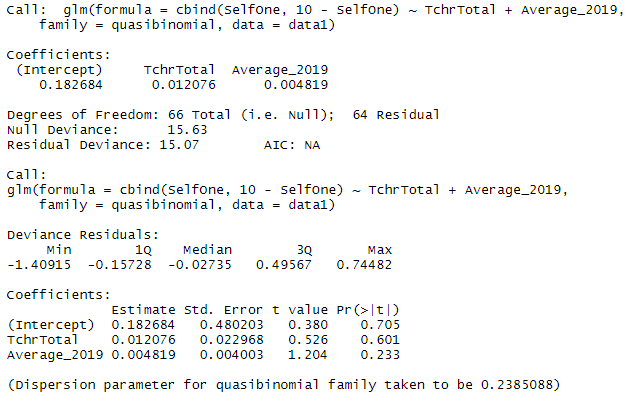 Call:  glm(formula = cbind(SelfOne, 10 - SelfOne) ~ TchrTotal + Average_2019,
    family = quasibinomial, data = data1)

Coefficients:
 (Intercept)     TchrTotal  Average_2019
    0.182684      0.012076      0.004819

Degrees of Freedom: 66 Total (i.e. Null);  64 Residual
Null Deviance:      15.63
Residual Deviance: 15.07       AIC: NA

Call:
glm(formula = cbind(SelfOne, 10 - SelfOne) ~ TchrTotal + Average_2019,
    family = quasibinomial, data = data1)

Deviance Residuals:
     Min        1Q    Median        3Q       Max
-1.40915  -0.15728  -0.02735   0.49567   0.74482

Coefficients:
             Estimate Std. Error t value Pr(>|t|)
(Intercept)  0.182684   0.480203   0.380    0.705
TchrTotal    0.012076   0.022968   0.526    0.601
Average_2019 0.004819   0.004003   1.204    0.233

(Dispersion parameter for quasibinomial family taken to be 0.2385088)